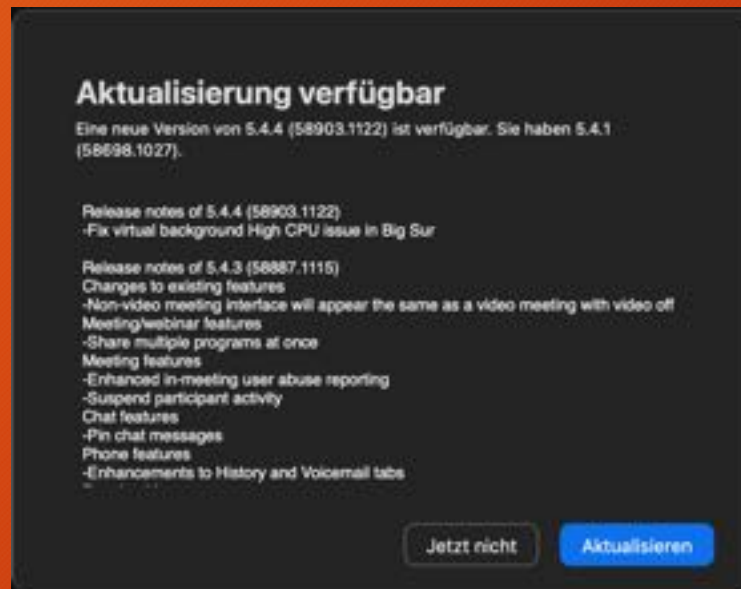 Aktualisierung verfügbar
Eine neue Version von 5.4.4 (58903.1122) ist verfügbar. Sie haben 5.4.1
(58698.1027).
Release notes of 5.4.4 (58903.1122)
-Fix virtual background High CPU issue in Big Sur
Release notes of 5.4.3 (58887.1115)
Changes to existing features
-Non-video meeting interface will appear the same as a video meeting with video off
Meeting/webinar features
-Share multiple programs at once
Meeting features
-Enhanced in-meeting user abuse reporting
-Suspend participant activity
Chat features
-Pin chat messages
Phone features
-Enhancements to History and Voicemail tabs
Jetzt nicht
Aktualisieren